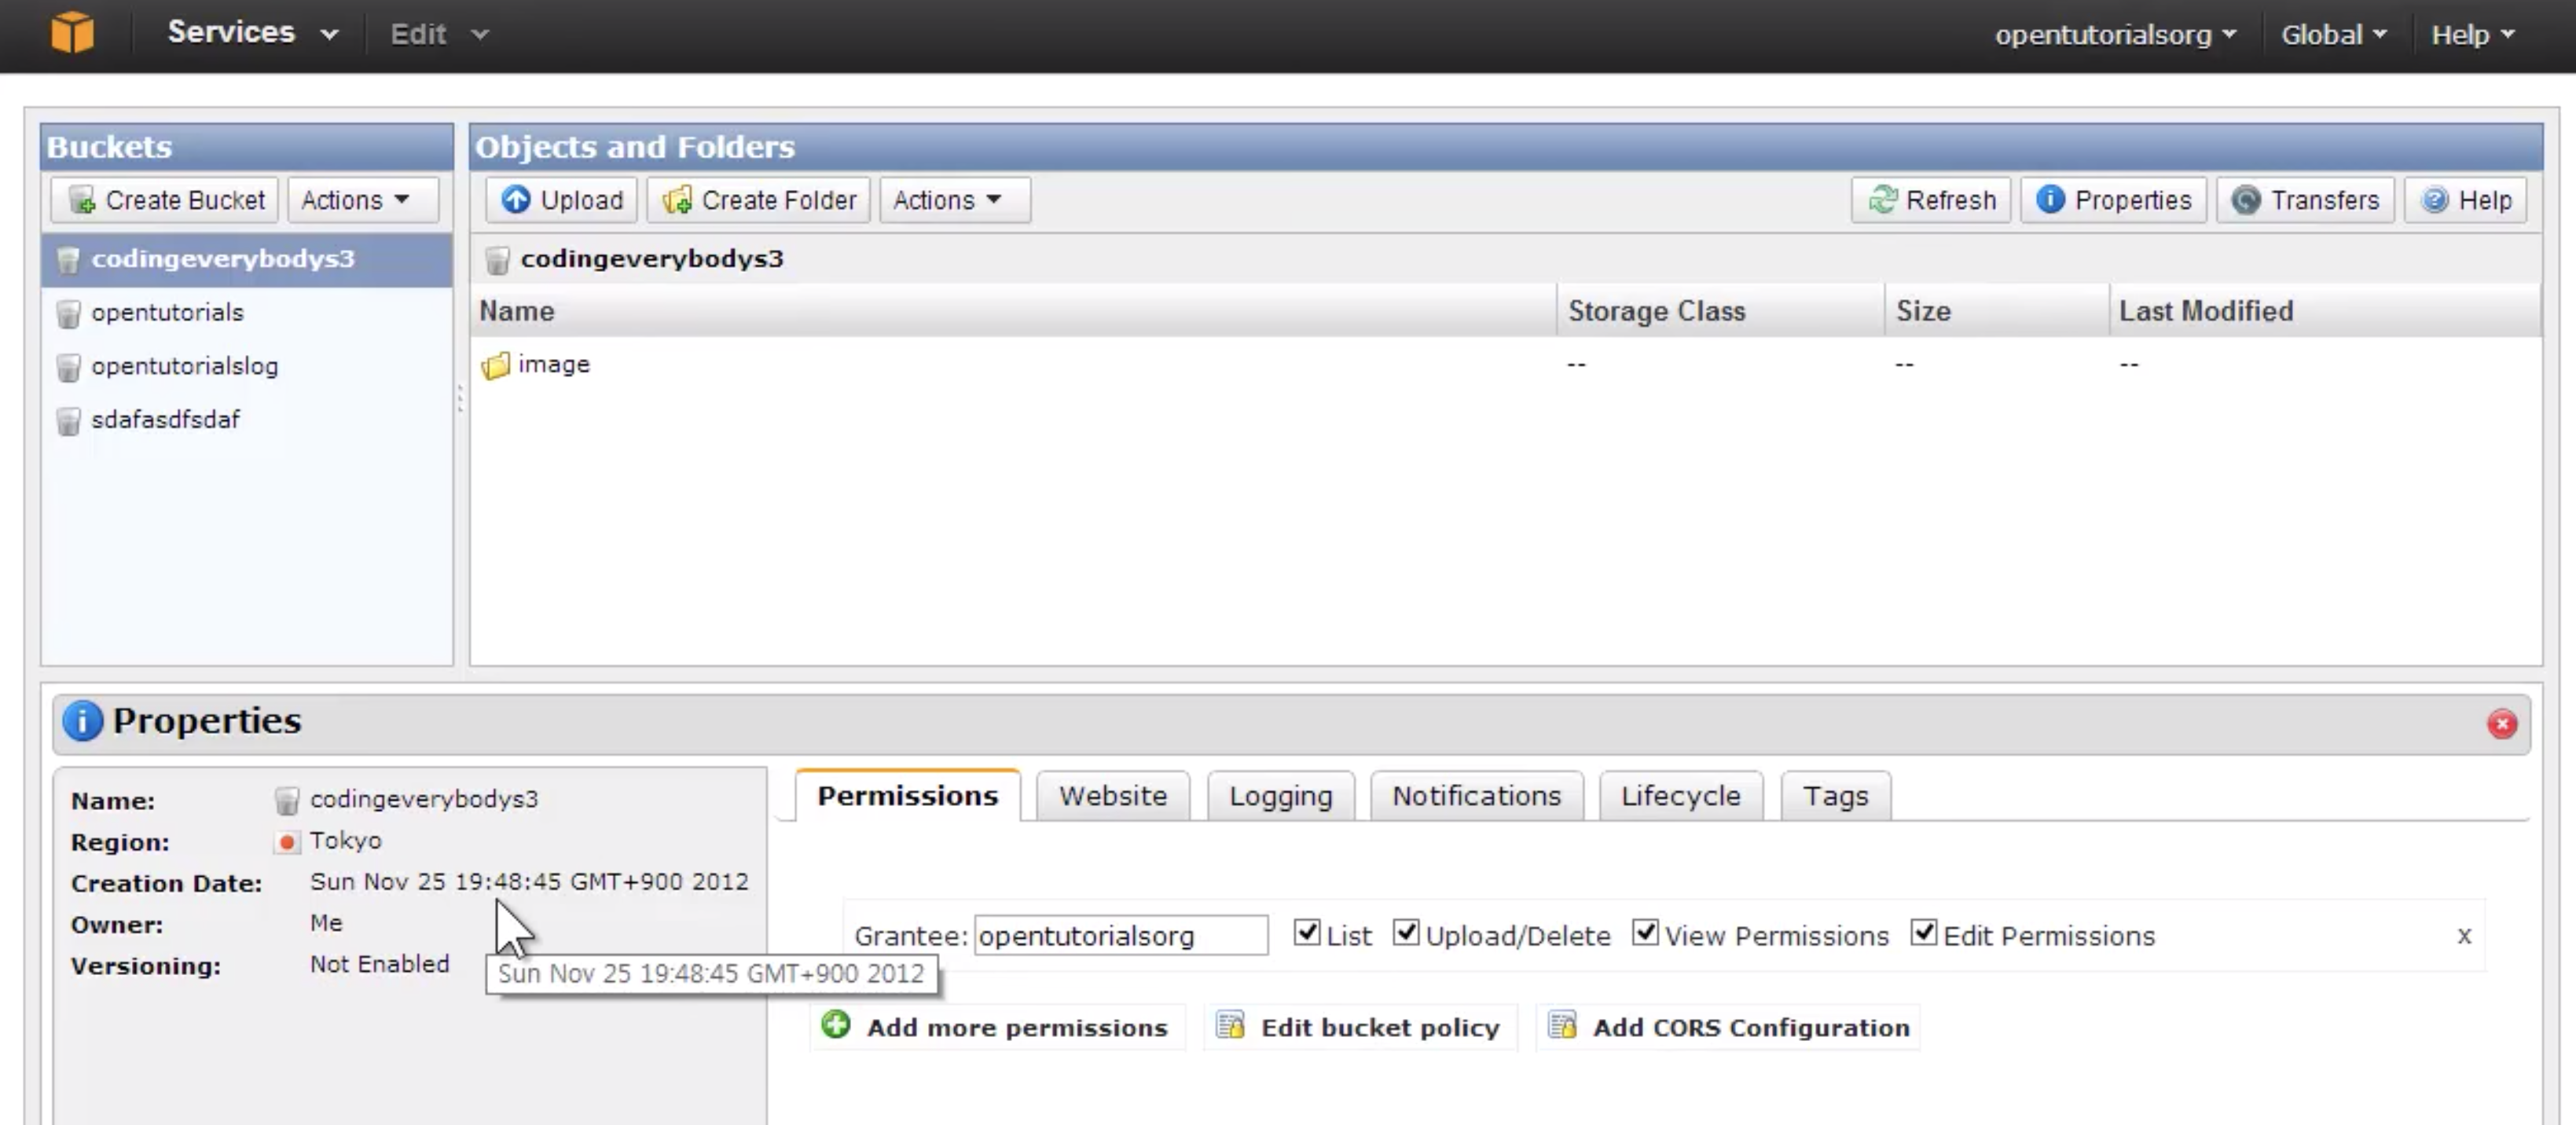 Services Edit opentutorialsorg Global Help
Buckets
Create Bucket Actions
codingeverybodys3
opentutorials
opentutorialslog
sdafasdfsdaf
Objects and Folders
Upload Create Folder Actions Refresh Properties Transfers Help
codingeverybodys3
Name Storage Class Size Last Modified
image -- -- --
Properties
Name: codingeverybodys3
Region: Tokyo
Creation Date: Sun Nov 25 19:48:45 GMT+900 2012
Owner: Me
Versioning: Not Enabled
Sun Nov 25 19:48:45 GMT+900 2012
Permissions Website Logging Notifications Lifecycle Tags
Grantee: opentutorialsorg List Upload/Delete View Permissions Edit Permissions x
Add more permissions Edit bucket policy Add CORS Configuration